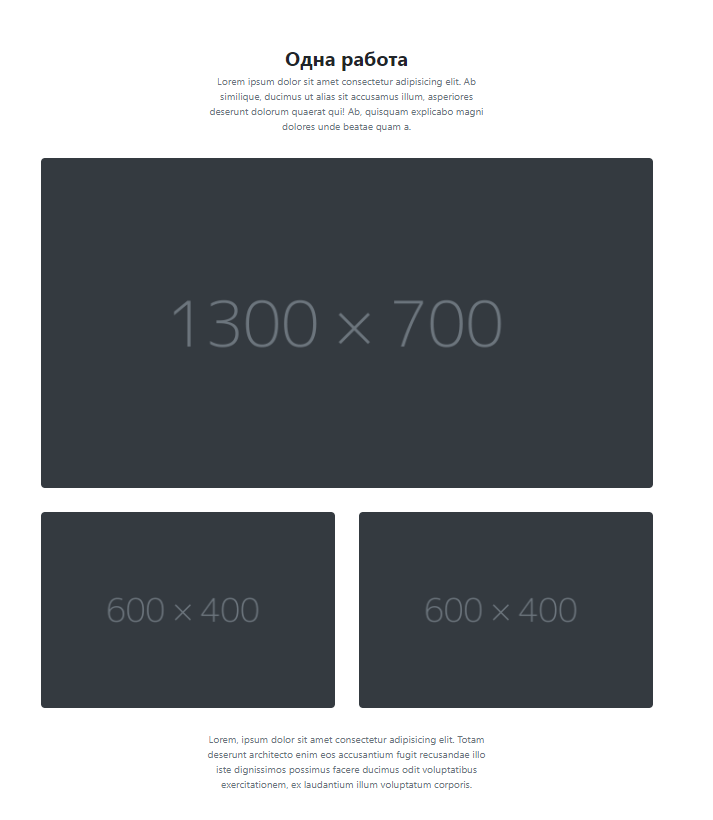 Одна работа
Lorem ipsum dolor sit amet consectetur adipisicing elit. Ab
similique, ducimus ut alias sit accusamus illum, asperiores
deserunt dolorum quaerat qui! Ab, quisquam explicabo magni
dolores unde beatae quam a.
1300 × 700
600 × 400
600 × 400
Lorem, ipsum dolor sit amet consectetur adipisicing elit. Totam
deserunt architecto enim eos accusantium fugit recusandae illo
iste dignissimos possimus facere ducimus odit voluptatibus
exercitationem, ex laudantium illum voluptatum corporis.